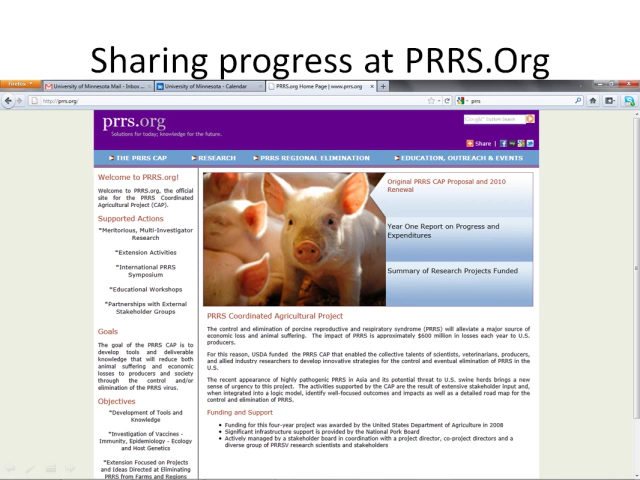 Sharing progress at PRRS.Org
Firefox
University of Minnesota Mail - Inbox ...
University of Minnesota - Calendar
PRRS.org Home Page | www.prrs.org
http://prrs.org/
prrs
prrs.org
Solutions for today; knowledge for the future.
Google™ Custom Search
Share |
THE PRRS CAP
RESEARCH
PRRS REGIONAL ELIMINATION
EDUCATION, OUTREACH & EVENTS
Welcome to PRRS.org!
Welcome to PRRS.org, the official
site for the PRRS Coordinated
Agricultural Project (CAP).
Supported Actions
*Meritorious, Multi-Investigator
Research
*Extension Activities
*International PRRS
Symposium
*Educational Workshops
*Partnerships with External
Stakeholder Groups
Goals
The goal of the PRRS CAP is to
develop tools and deliverable
knowledge that will reduce both
animal suffering and economic
losses to producers and society
through the control and/or
elimination of the PRRS virus.
Objectives
*Development of Tools and
Knowledge
*Investigation of Vaccines -
Immunity, Epidemiology - Ecology
and Host Genetics
*Extension Focused on Projects
and Ideas Directed at Eliminating
PRRS from Farms and Regions
Original PRRS CAP Proposal and 2010
Renewal
Year One Report on Progress and
Expenditures
Summary of Research Projects Funded
PRRS Coordinated Agricultural Project
The control and elimination of porcine reproductive and respiratory syndrome (PRRS) will alleviate a major source of
economic loss and animal suffering. The impact of PRRS is approximately $600 million in losses each year to U.S.
producers.
For this reason, USDA funded the PRRS CAP that enabled the collective talents of scientists, veterinarians, producers,
and allied industry researchers to develop innovative strategies for the control and eventual elimination of PRRS in the
U.S.
The recent appearance of highly pathogenic PRRS in Asia and its potential threat to U.S. swine herds brings a new
sense of urgency to this project. The activities supported by the CAP are the result of extensive stakeholder input and,
when integrated into a logic model, identify well-focused outcomes and impacts as well as a detailed road map for the
control and elimination of PRRS.
Funding and Support
• Funding for this four-year project was awarded by the United States Department of Agriculture in 2008
• Significant infrastructure support is provided by the National Pork Board
• Actively managed by a stakeholder board in coordination with a project director, co-project directors and a
diverse group of PRRSV research scientists and stakeholders